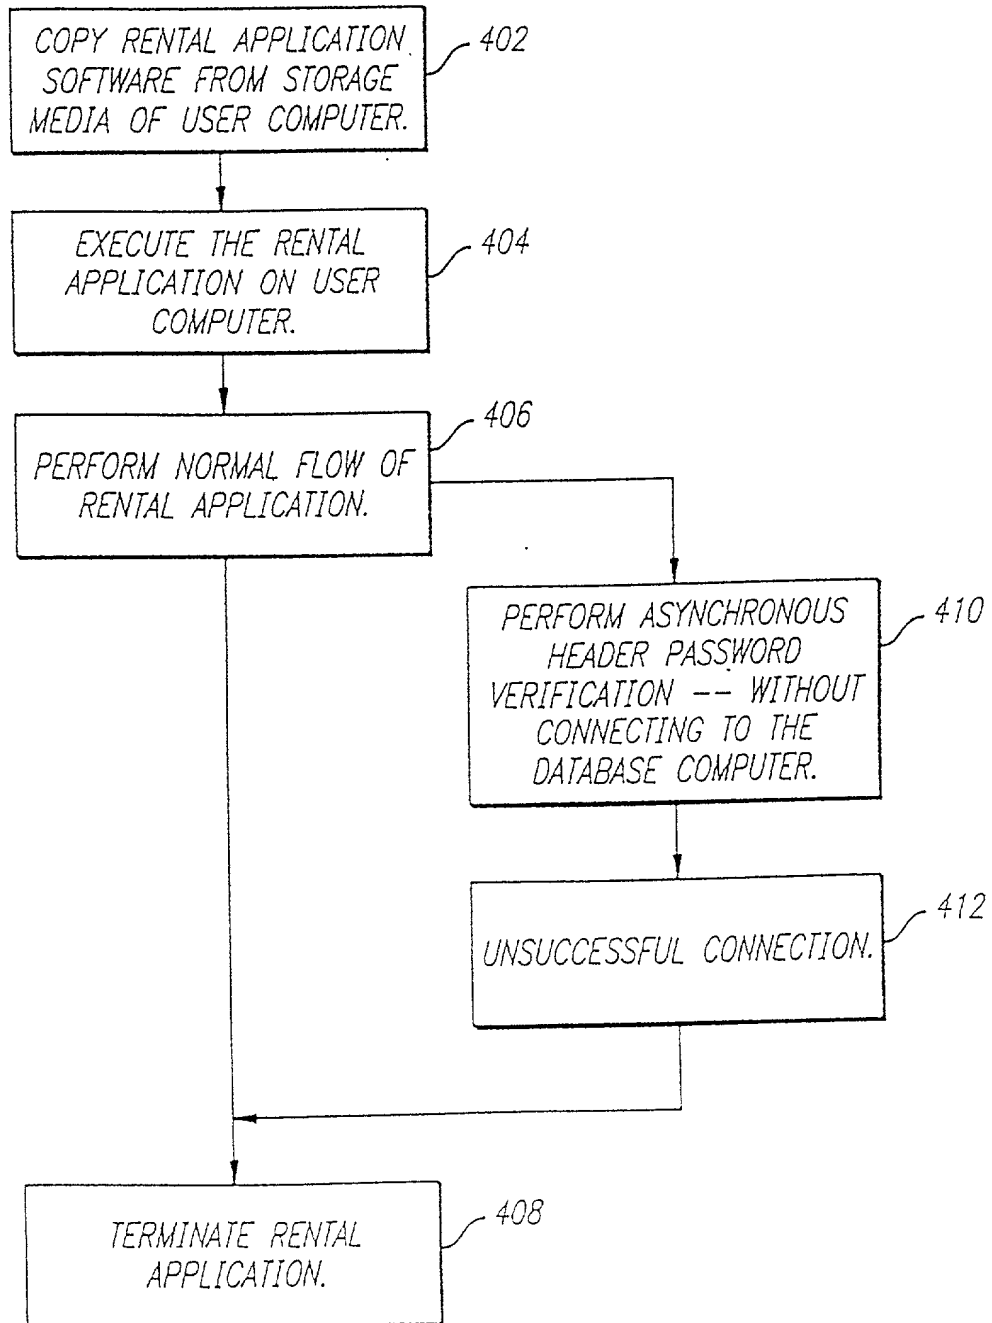 COPY RENTAL APPLICATION
SOFTWARE FROM STORAGE
MEDIA OF USER COMPUTER.
402
EXECUTE THE RENTAL
APPLICATION ON USER
COMPUTER.
404
PERFORM NORMAL FLOW OF
RENTAL APPLICATION.
406
PERFORM ASYNCHRONOUS
HEADER PASSWORD
VERIFICATION -- WITHOUT
CONNECTING TO THE
DATABASE COMPUTER.
410
UNSUCCESSFUL CONNECTION.
412
TERMINATE RENTAL
APPLICATION.
408